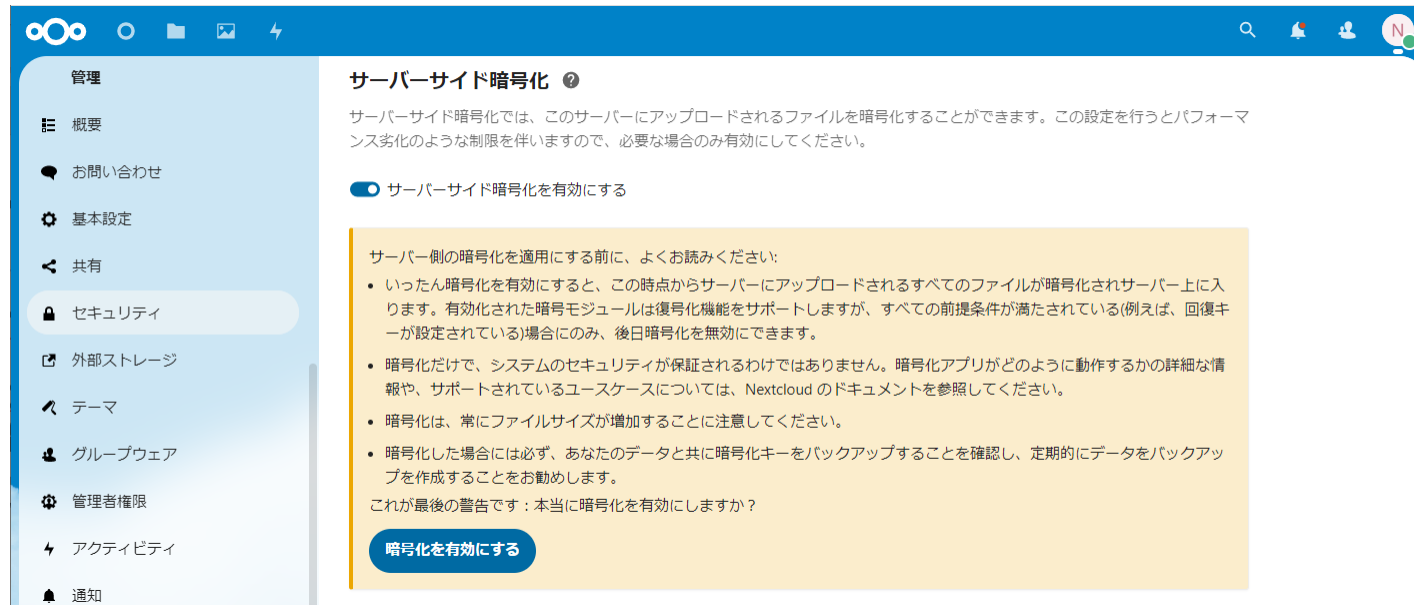 N
管理
概要
お問い合わせ
基本設定
共有
セキュリティ
外部ストレージ
テーマ
グループウェア
管理者権限
アクティビティ
通知
サーバーサイド暗号化
サーバーサイド暗号化では、このサーバーにアップロードされるファイルを暗号化することができます。この設定を行うとパフォーマ
ンス劣化のような制限を伴いますので、必要な場合のみ有効にしてください。
サーバーサイド暗号化を有効にする
サーバー側の暗号化を適用にする前に、よくお読みください:
• いったん暗号化を有効にすると、この時点からサーバーにアップロードされるすべてのファイルが暗号化されサーバー上に入
ります。有効化された暗号モジュールは復号化機能をサポートしますが、すべての前提条件が満たされている(例えば、回復キ
ーが設定されている)場合にのみ、後日暗号化を無効にできます。
• 暗号化だけで、システムのセキュリティが保証されるわけではありません。暗号化アプリがどのように動作するかの詳細な情
報や、サポートされているユースケースについては、Nextcloud のドキュメントを参照してください。
• 暗号化は、常にファイルサイズが増加することに注意してください。
• 暗号化した場合には必ず、あなたのデータと共に暗号化キーをバックアップすることを確認し、定期的にデータをバックアッ
プを作成することをお勧めします。
これが最後の警告です：本当に暗号化を有効にしますか？
暗号化を有効にする